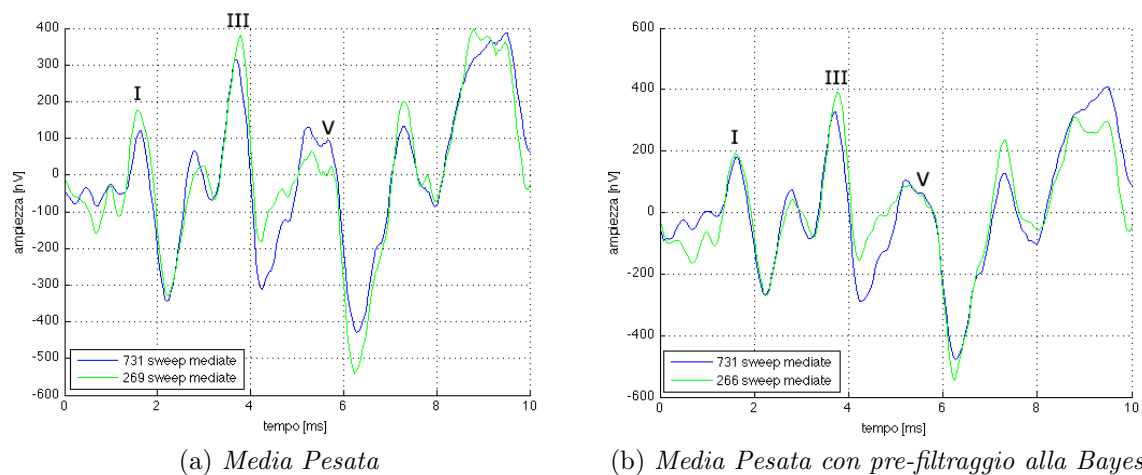 400
300
200
100
0
-100
-200
-300
-400
-500
-600
ampiezza [nV]
I
III
V
731 sweep mediate
269 sweep mediate
0 2 4 6 8 10
tempo [ms]
(a) Media Pesata
600
400
200
0
-200
-400
-600
ampiezza [nV]
I
III
V
731 sweep mediate
266 sweep mediate
0 2 4 6 8 10
tempo [ms]
(b) Media Pesata con pre-filtraggio alla Bayes